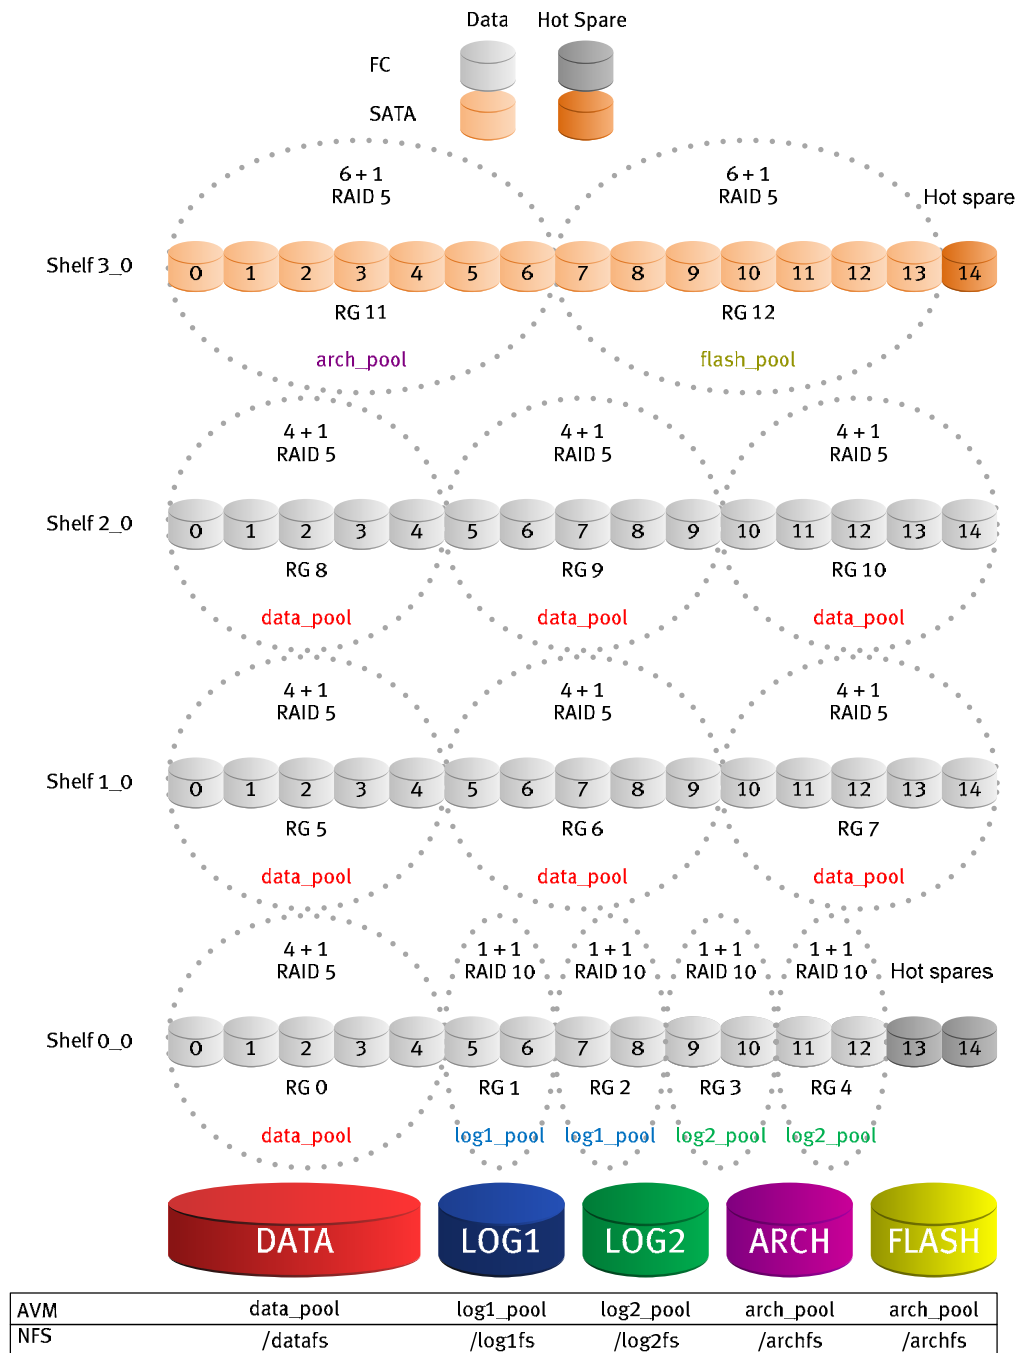 Data Hot Spare
FC
SATA
6 + 1 RAID 5
6 + 1 RAID 5
Hot spare
Shelf 3_0
0 1 2 3 4 5 6 7 8 9 10 11 12 13 14
RG 11 RG 12
arch_pool flash_pool
4 + 1 4 + 1 4 + 1
RAID 5 RAID 5 RAID 5
Shelf 2_0
0 1 2 3 4 5 6 7 8 9 10 11 12 13 14
RG 8 RG 9 RG 10
data_pool data_pool data_pool
4 + 1 4 + 1 4 + 1
RAID 5 RAID 5 RAID 5
Shelf 1_0
0 1 2 3 4 5 6 7 8 9 10 11 12 13 14
RG 5 RG 6 RG 7
data_pool data_pool data_pool
4 + 1 1 + 1 1 + 1 1 + 1 1 + 1
RAID 5 RAID 10 RAID 10 RAID 10 RAID 10 Hot spares
Shelf 0_0
0 1 2 3 4 5 6 7 8 9 10 11 12 13 14
RG 0 RG 1 RG 2 RG 3 RG 4
data_pool log1_pool log1_pool log2_pool log2_pool
DATA LOG1 LOG2 ARCH FLASH
AVM data_pool log1_pool log2_pool arch_pool arch_pool
NFS /datafs /log1fs /log2fs /archfs /archfs